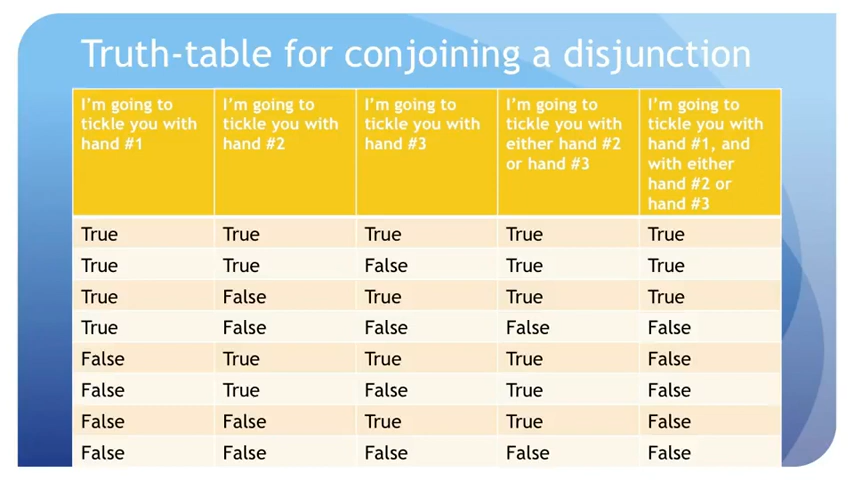 Truth-table for conjoining a disjunction
I'm going to tickle you with hand #1
I'm going to tickle you with hand #2
I'm going to tickle you with hand #3
I'm going to tickle you with either hand #2 or hand #3
I'm going to tickle you with hand #1, and with either hand #2 or hand #3
True True True True True
True True False True True
True False True True True
True False False False False
False True True True False
False True False True False
False False True True False
False False False False False